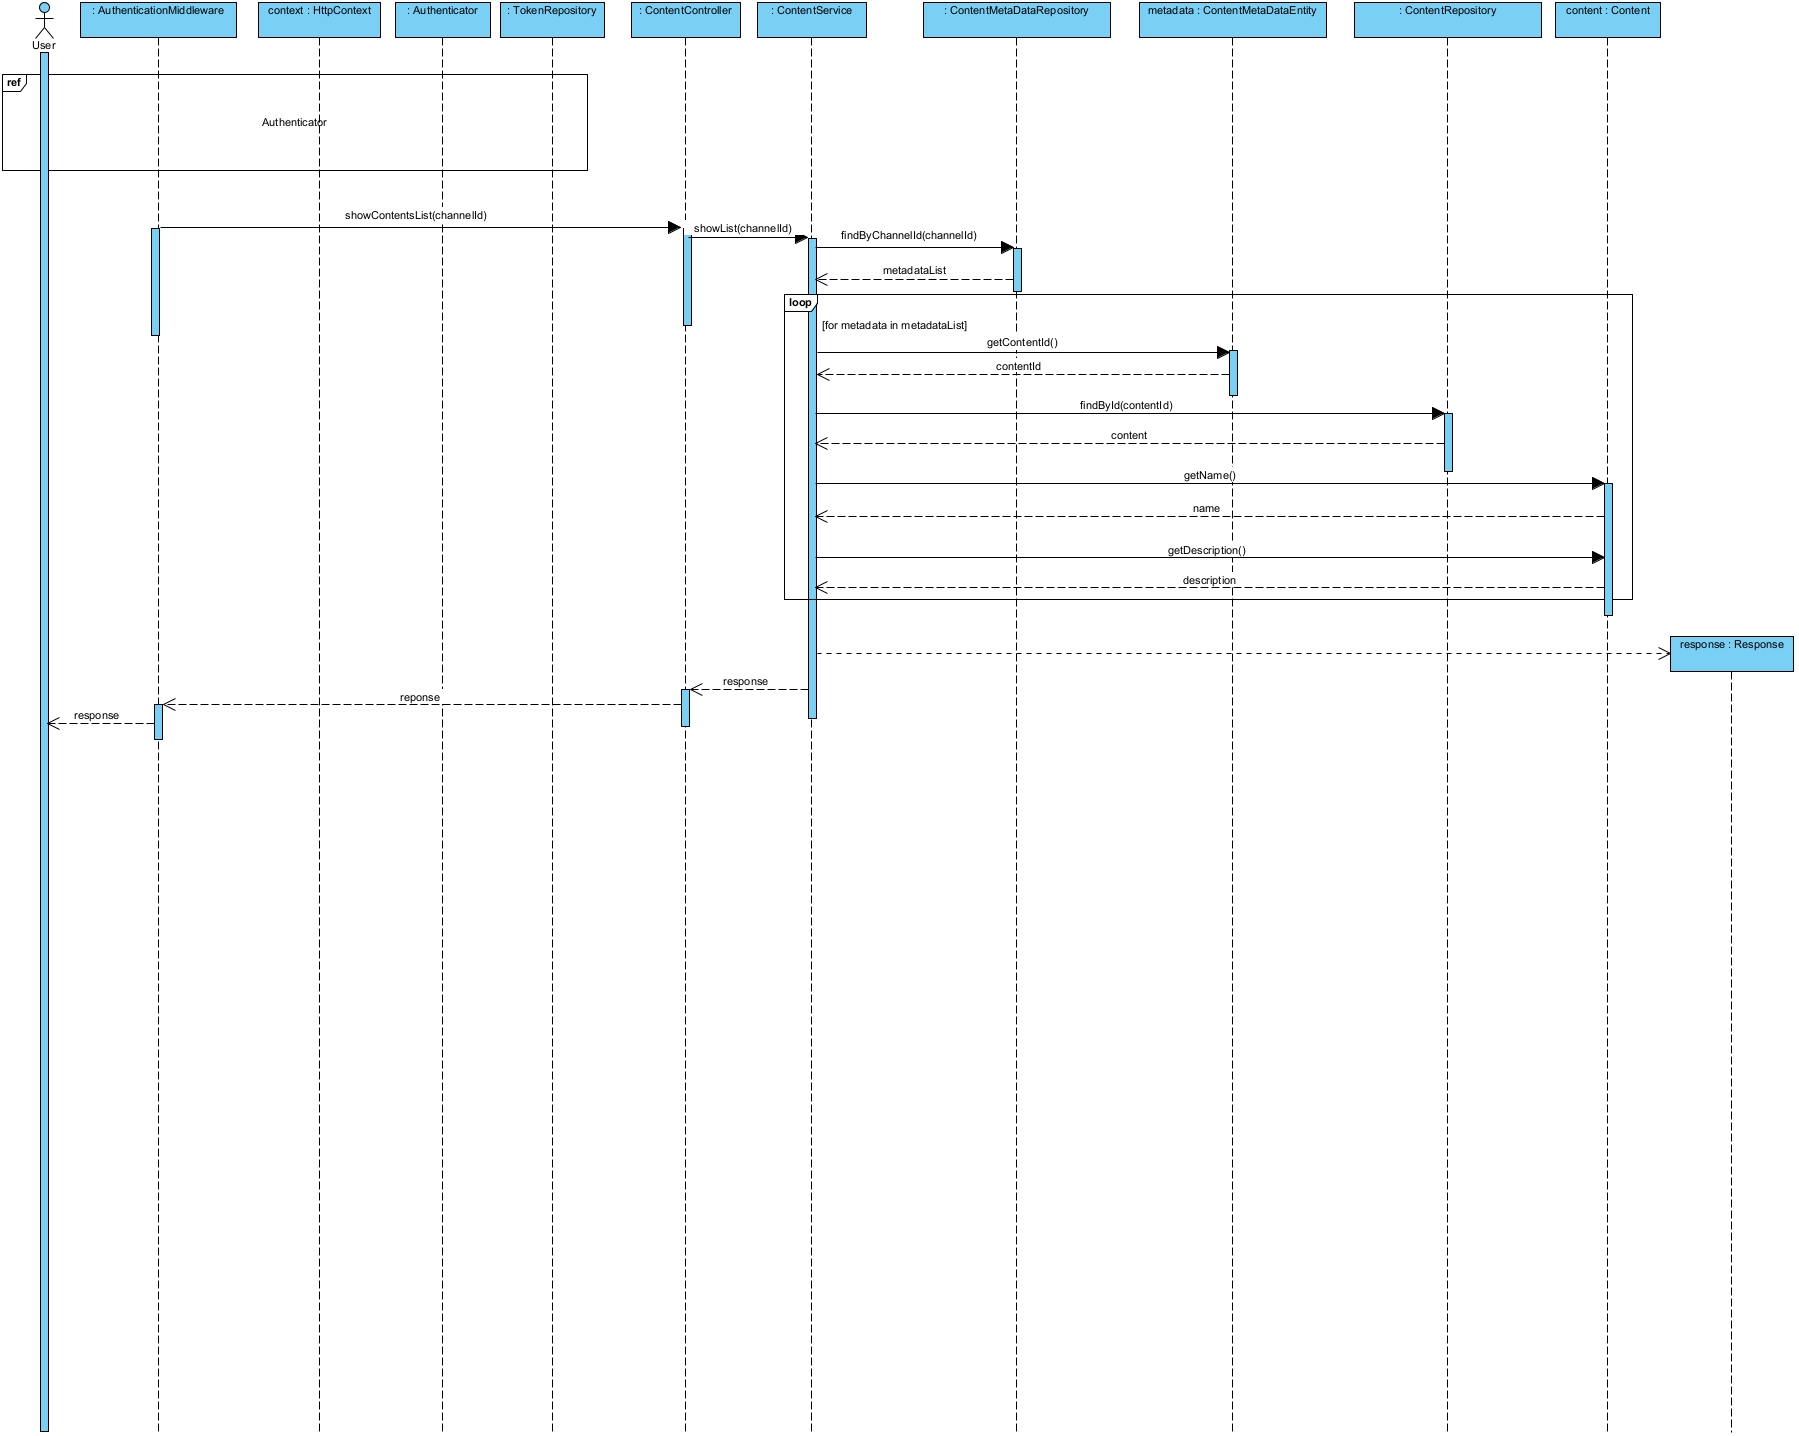 : AuthenticationMiddleware
context : HttpContext
: Authenticator
: TokenRepository
: ContentController
: ContentService
: ContentMetaDataRepository
metadata : ContentMetaDataEntity
: ContentRepository
content : Content
User
ref
Authenticator
showContentsList(channelId)
showList(channelId)
findByChannelId(channelId)
metadataList
loop
[for metadata in metadataList]
getContentId()
contentId
findById(contentId)
content
getName()
name
getDescription()
description
response : Response
response
reponse
response